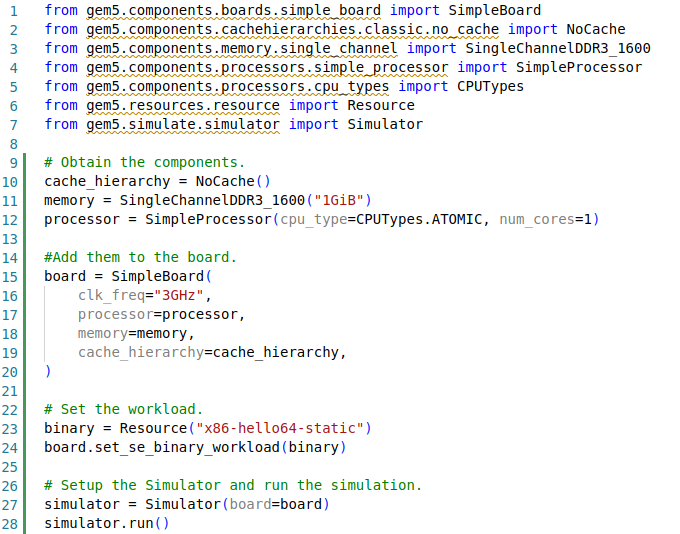 1 from gem5.components.boards.simple_board import SimpleBoard
2 from gem5.components.cachehierarchies.classic.no_cache import NoCache
3 from gem5.components.memory.single_channel import SingleChannelDDR3_1600
4 from gem5.components.processors.simple_processor import SimpleProcessor
5 from gem5.components.processors.cpu_types import CPUTypes
6 from gem5.resources.resource import Resource
7 from gem5.simulate.simulator import Simulator
8
9 # Obtain the components.
10 cache_hierarchy = NoCache()
11 memory = SingleChannelDDR3_1600("1GiB")
12 processor = SimpleProcessor(cpu_type=CPUTypes.ATOMIC, num_cores=1)
13
14 #Add them to the board.
15 board = SimpleBoard(
16     clk_freq="3GHz",
17     processor=processor,
18     memory=memory,
19     cache_hierarchy=cache_hierarchy,
20 )
21
22 # Set the workload.
23 binary = Resource("x86-hello64-static")
24 board.set_se_binary_workload(binary)
25
26 # Setup the Simulator and run the simulation.
27 simulator = Simulator(board=board)
28 simulator.run()